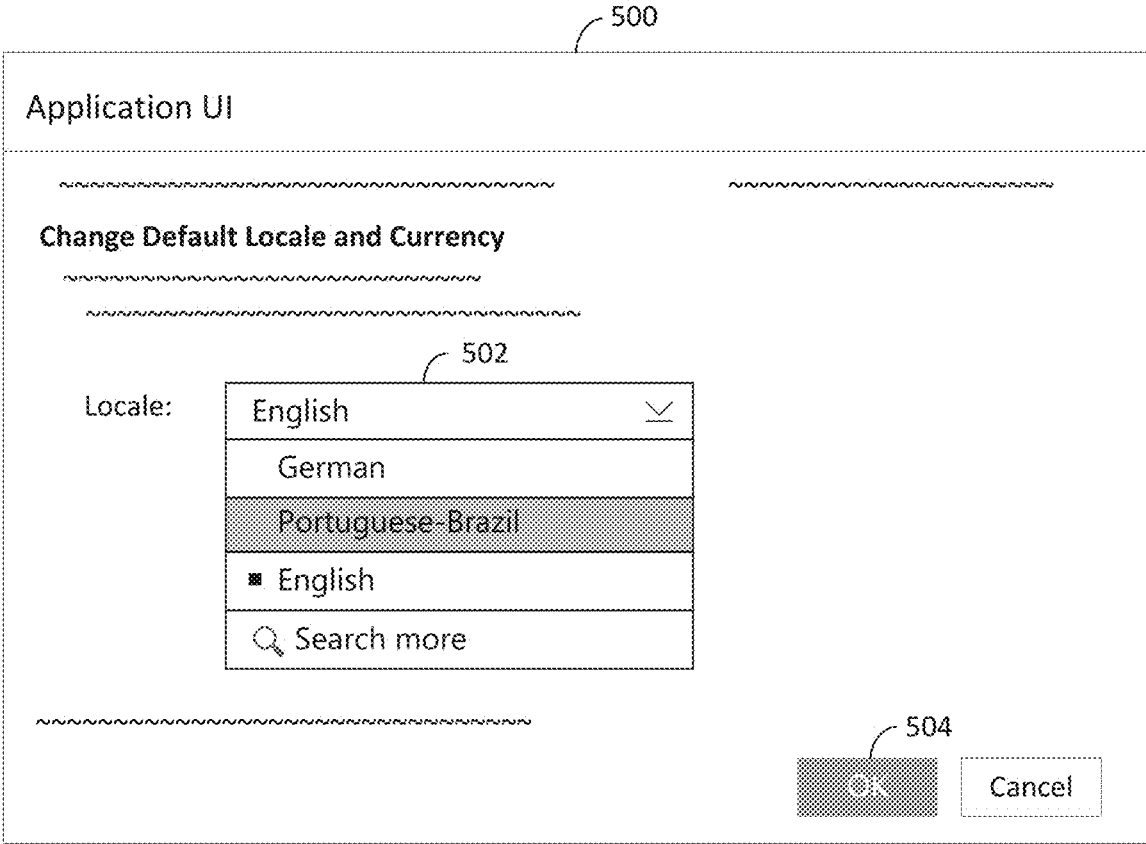 500
Application UI
Change Default Locale and Currency
502
Locale:
English
German
Portuguese-Brazil
English
Search more
504
OK
Cancel